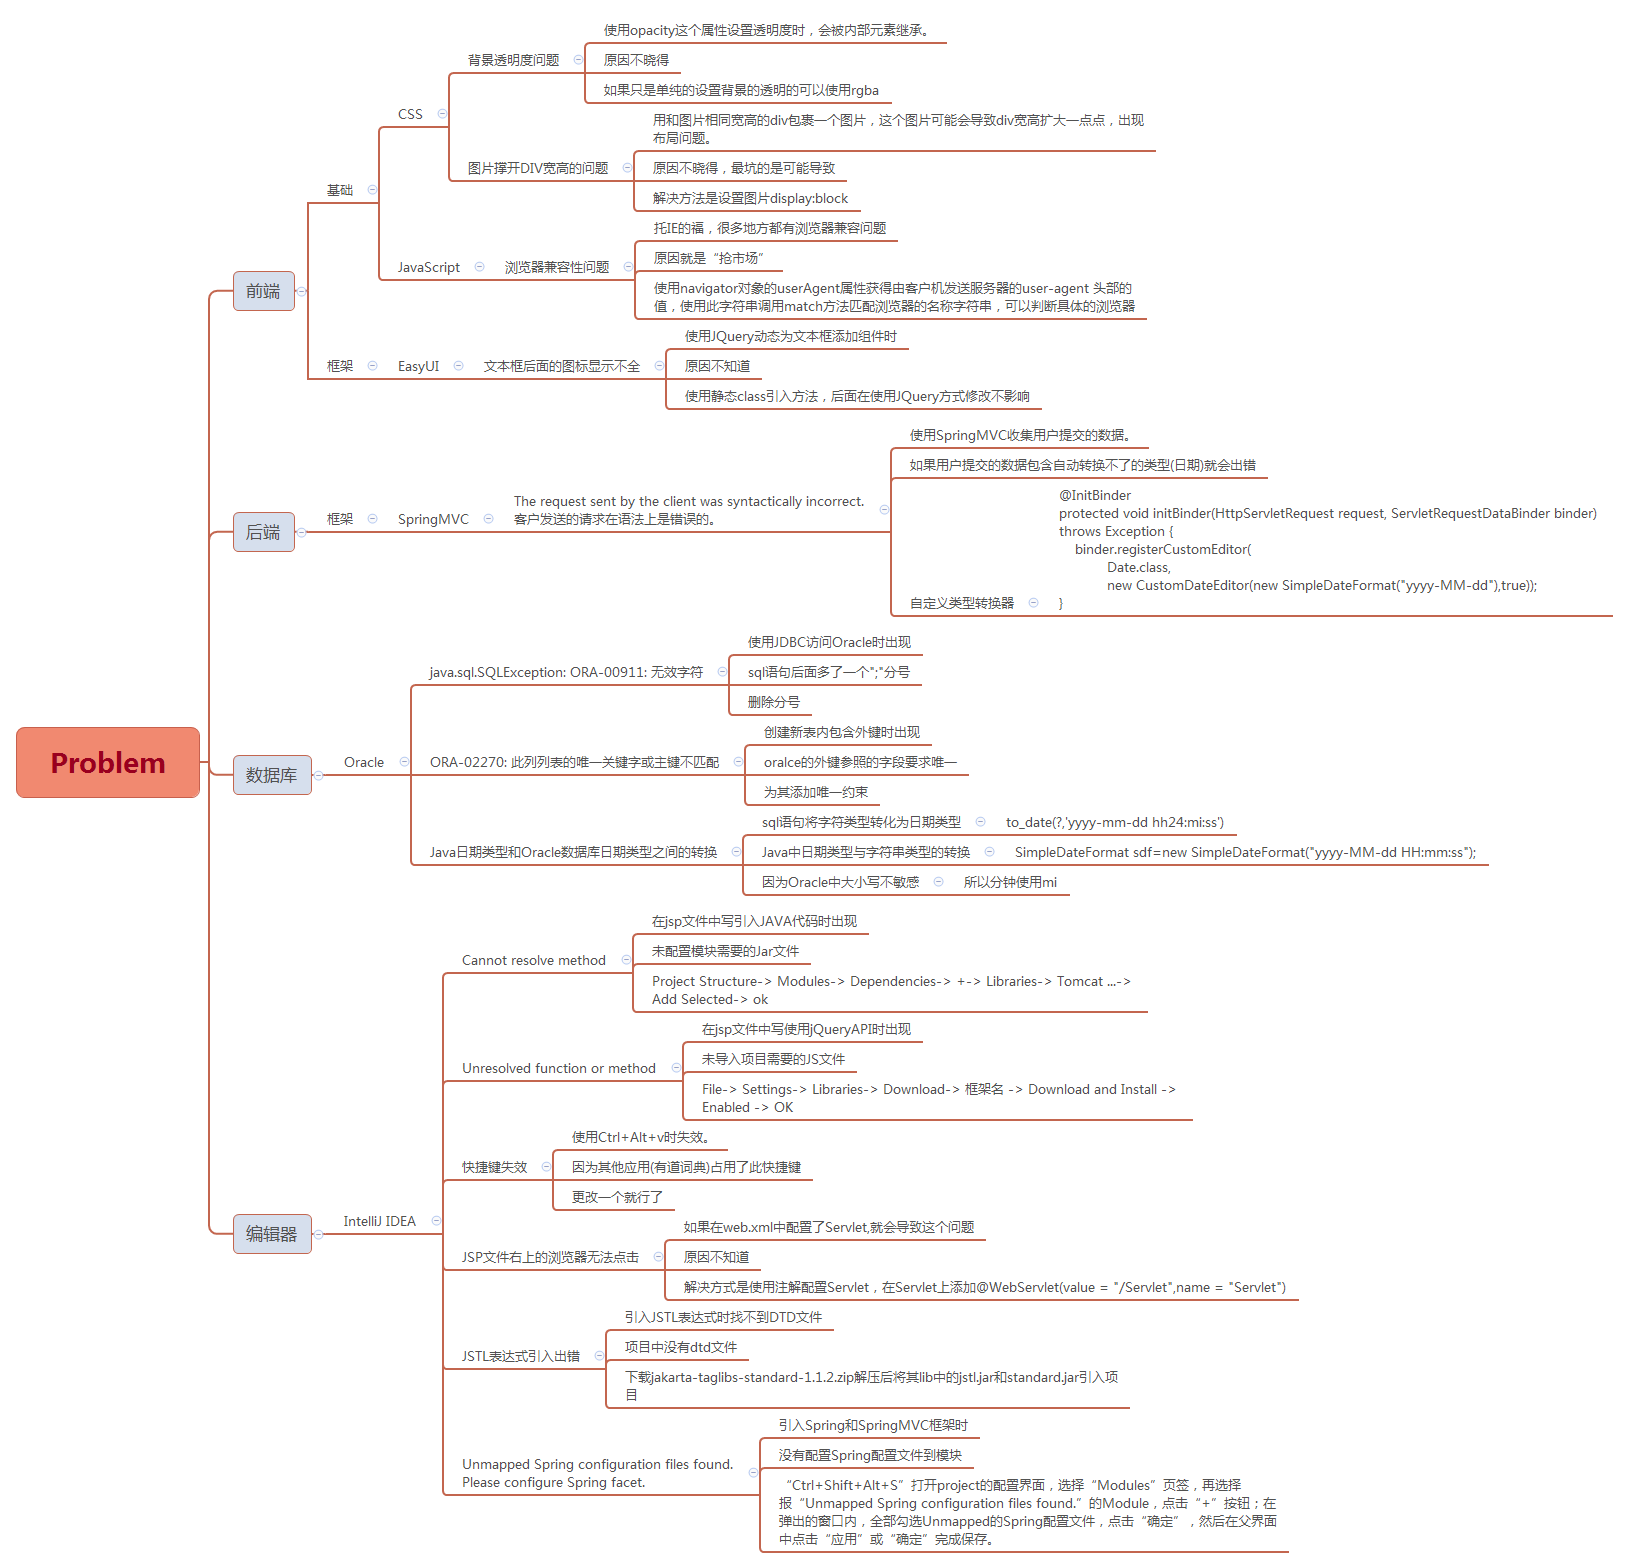 Problem
前端
基础
CSS
背景透明度问题
使用opacity这个属性设置透明度时，会被内部元素继承。
原因不晓得
如果只是单纯的设置背景的透明的可以使用rgba
图片撑开DIV宽高的问题
用和图片相同宽高的div包裹一个图片，这个图片可能会导致div宽高扩大一点点，出现
布局问题。
原因不晓得，最坑的是可能导致
解决方法是设置图片display:block
JavaScript
浏览器兼容性问题
托IE的福，很多地方都有浏览器兼容问题
原因就是“抢市场”
使用navigator对象的userAgent属性获得由客户机发送服务器的user-agent 头部的
值，使用此字符串调用match方法匹配浏览器的名称字符串，可以判断具体的浏览器
框架
EasyUI
文本框后面的图标显示不全
使用JQuery动态为文本框添加组件时
原因不知道
使用静态class引入方法，后面在使用JQuery方式修改不影响
后端
框架
SpringMVC
The request sent by the client was syntactically incorrect.
客户发送的请求在语法上是错误的。
使用SpringMVC收集用户提交的数据。
如果用户提交的数据包含自动转换不了的类型(日期)就会出错
自定义类型转换器
@InitBinder
protected void initBinder(HttpServletRequest request, ServletRequestDataBinder binder)
throws Exception {
binder.registerCustomEditor(
Date.class,
new CustomDateEditor(new SimpleDateFormat("yyyy-MM-dd"),true));
}
数据库
Oracle
java.sql.SQLException: ORA-00911: 无效字符
使用JDBC访问Oracle时出现
sql语句后面多了一个";"分号
删除分号
ORA-02270: 此列列表的唯一关键字或主键不匹配
创建新表内包含外键时出现
oralce的外键参照的字段要求唯一
为其添加唯一约束
Java日期类型和Oracle数据库日期类型之间的转换
sql语句将字符类型转化为日期类型
to_date(?,'yyyy-mm-dd hh24:mi:ss')
Java中日期类型与字符串类型的转换
SimpleDateFormat sdf=new SimpleDateFormat("yyyy-MM-dd HH:mm:ss");
因为Oracle中大小写不敏感
所以分钟使用mi
编辑器
IntelliJ IDEA
Cannot resolve method
在jsp文件中写引入JAVA代码时出现
未配置模块需要的Jar文件
Project Structure-> Modules-> Dependencies-> +-> Libraries-> Tomcat ...->
Add Selected-> ok
Unresolved function or method
在jsp文件中写使用jQueryAPI时出现
未导入项目需要的JS文件
File-> Settings-> Libraries-> Download-> 框架名 -> Download and Install ->
Enabled -> OK
快捷键失效
使用Ctrl+Alt+v时失效。
因为其他应用(有道词典)占用了此快捷键
更改一个就行了
JSP文件右上的浏览器无法点击
如果在web.xml中配置了Servlet,就会导致这个问题
原因不知道
解决方式是使用注解配置Servlet，在Servlet上添加@WebServlet(value = "/Servlet",name = "Servlet")
JSTL表达式引入出错
引入JSTL表达式时找不到DTD文件
项目中没有dtd文件
下载jakarta-taglibs-standard-1.1.2.zip解压后将其lib中的jstl.jar和standard.jar引入项
目
Unmapped Spring configuration files found.
Please configure Spring facet.
引入Spring和SpringMVC框架时
没有配置Spring配置文件到模块
“Ctrl+Shift+Alt+S”打开project的配置界面，选择“Modules”页签，再选择
报“Unmapped Spring configuration files found.”的Module，点击“+”按钮；在
弹出的窗口内，全部勾选Unmapped的Spring配置文件，点击“确定”，然后在父界面
中点击“应用”或“确定”完成保存。